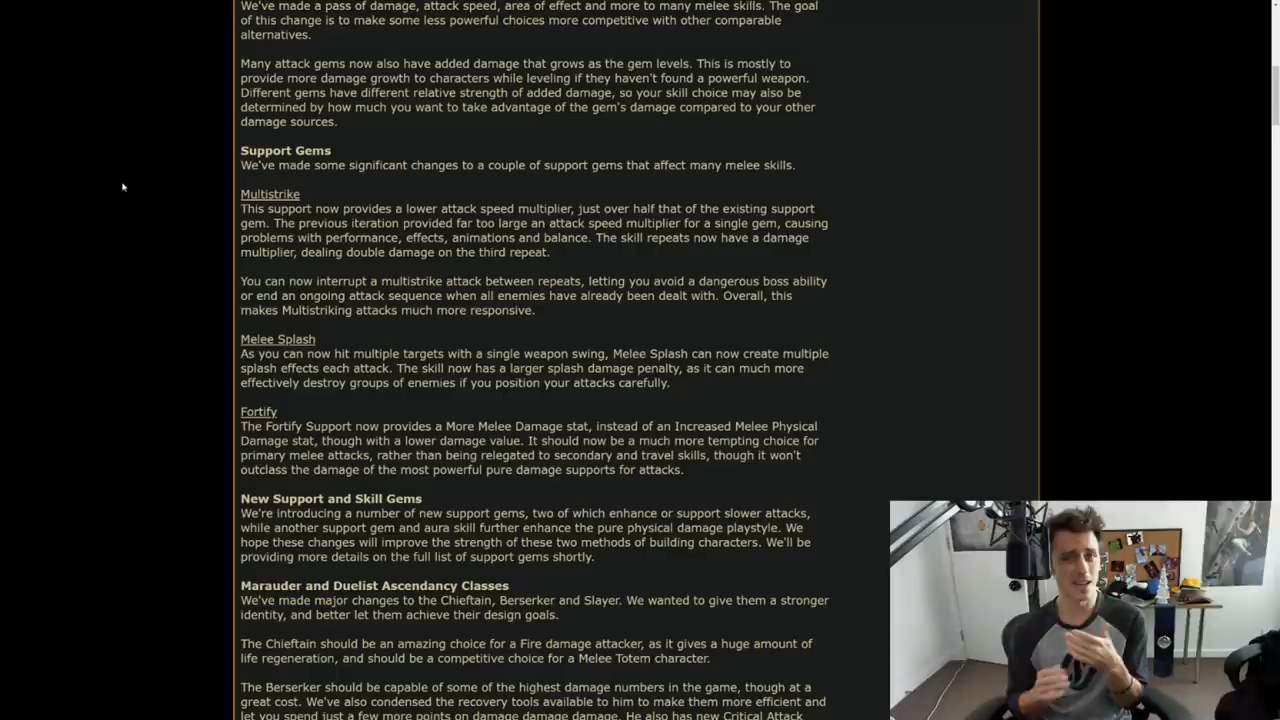 We've made a pass of damage, attack speed, area of effect and more to many melee skills. The goal
of this change is to make some less powerful choices more competitive with other comparable
alternatives.
Many attack gems now also have added damage that grows as the gem levels. This is mostly to
provide more damage growth to characters while leveling if they haven't found a powerful weapon.
Different gems have different relative strength of added damage, so your skill choice may also be
determined by how much you want to take advantage of the gem's damage compared to your other
damage sources.
Support Gems
We've made some significant changes to a couple of support gems that affect many melee skills.
Multistrike
This support now provides a lower attack speed multiplier, just over half that of the existing support
gem. The previous iteration provided far too large an attack speed multiplier for a single gem, causing
problems with performance, effects, animations and balance. The skill repeats now have a damage
multiplier, dealing double damage on the third repeat.
You can now interrupt a multistrike attack between repeats, letting you avoid a dangerous boss ability
or end an ongoing attack sequence when all enemies have already been dealt with. Overall, this
makes Multistriking attacks much more responsive.
Melee Splash
As you can now hit multiple targets with a single weapon swing, Melee Splash can now create multiple
splash effects each attack. The skill now has a larger splash damage penalty, as it can much more
effectively destroy groups of enemies if you position your attacks carefully.
Fortify
The Fortify Support now provides a More Melee Damage stat, instead of an Increased Melee Physical
Damage stat, though with a lower damage value. It should now be a much more tempting choice for
primary melee attacks, rather than being relegated to secondary and travel skills, though it won't
outclass the damage of the most powerful pure damage supports for attacks.
New Support and Skill Gems
We're introducing a number of new support gems, two of which enhance or support slower attacks,
while another support gem and aura skill further enhance the pure physical damage playstyle. We
hope these changes will improve the strength of these two methods of building characters. We'll be
providing more details on the full list of support gems shortly.
Marauder and Duelist Ascendancy Classes
We've made major changes to the Chieftain, Berserker and Slayer. We wanted to give them a stronger
identity, and better let them achieve their design goals.
The Chieftain should be an amazing choice for a Fire damage attacker, as it gives a huge amount of
life regeneration, and should be a competitive choice for a Melee Totem character.
The Berserker should be capable of some of the highest damage numbers in the game, though at a
great cost. We've also condensed the recovery tools available to him to make them more efficient and
let you spend just a few more points on damage damage damage. He also has new Critical Attack